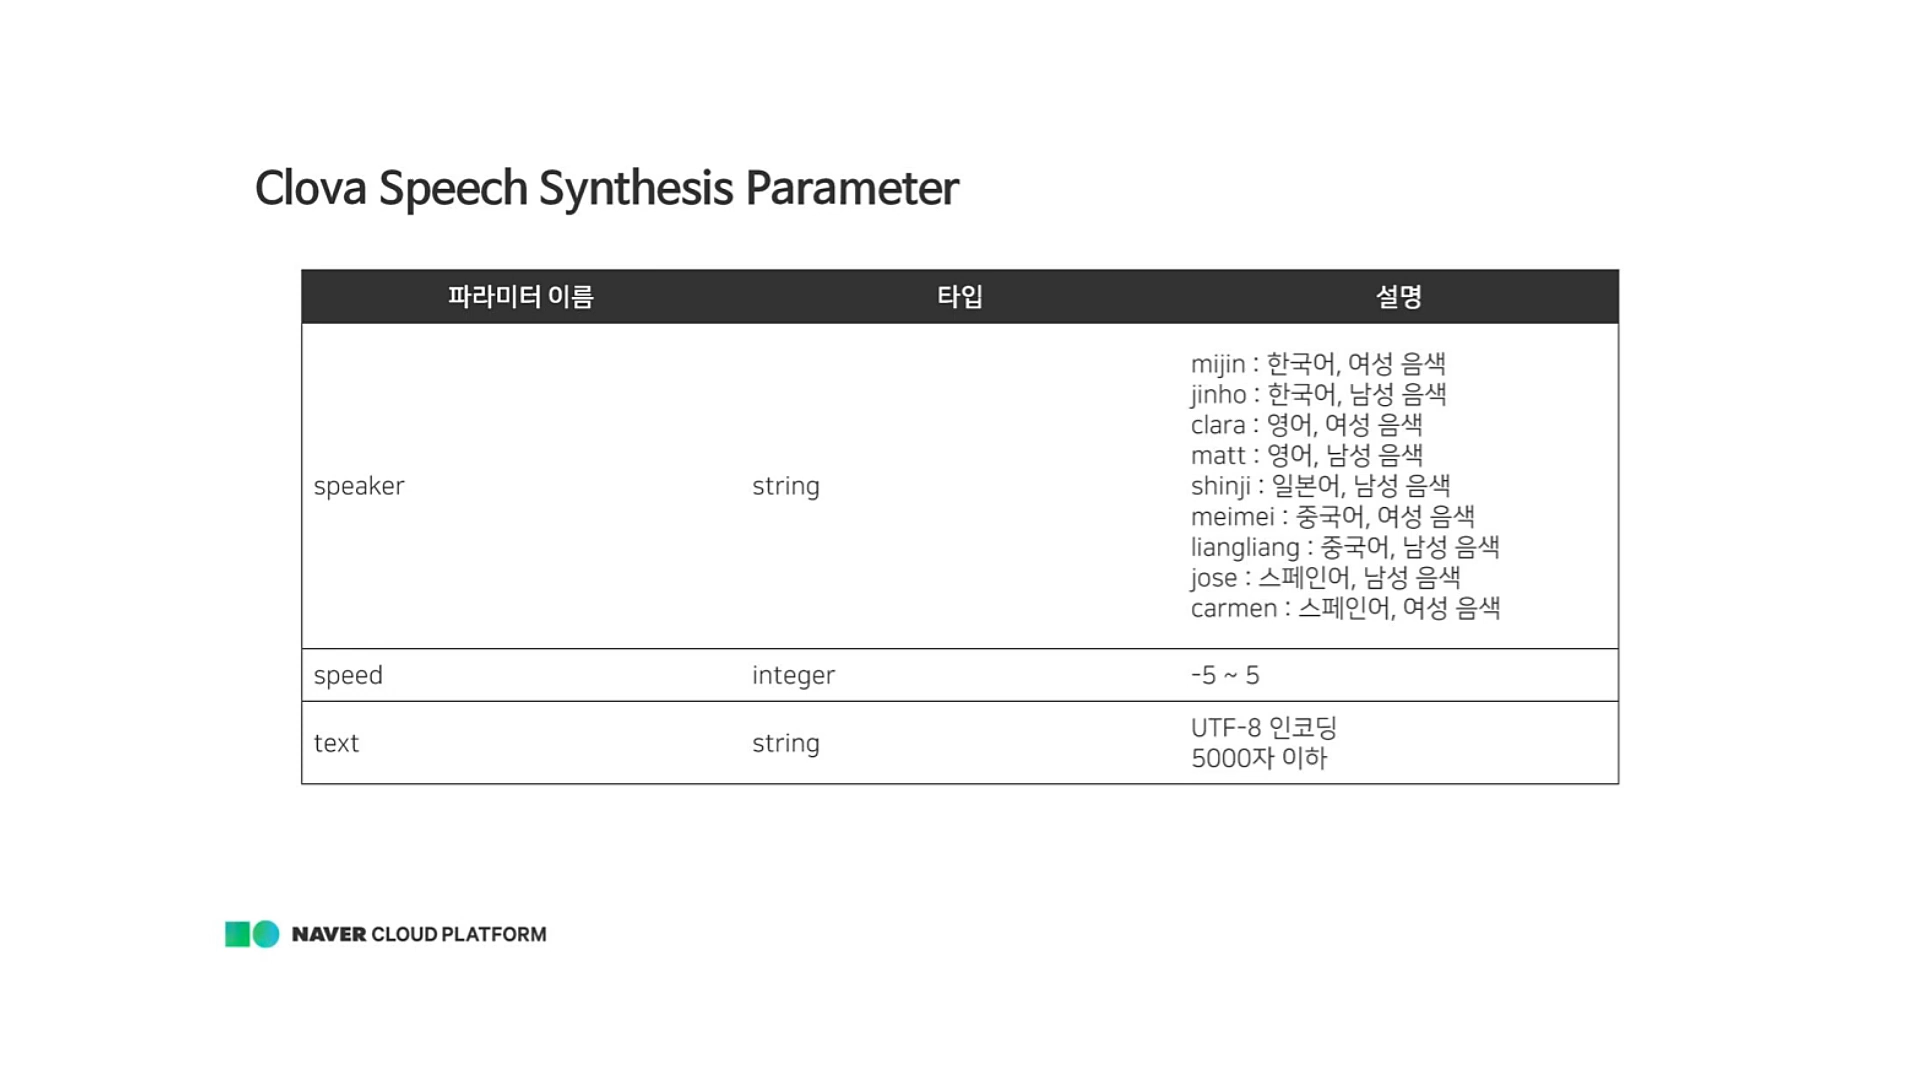 Clova Speech Synthesis Parameter
파라미터 이름 타입 설명
speaker string
mijin : 한국어, 여성 음색
jinho : 한국어, 남성 음색
clara : 영어, 여성 음색
matt : 영어, 남성 음색
shinji : 일본어, 남성 음색
meimei : 중국어, 여성 음색
liangliang : 중국어, 남성 음색
jose : 스페인어, 남성 음색
carmen : 스페인어, 여성 음색
speed integer -5 ~ 5
text string
UTF-8 인코딩
5000자 이하
NAVER CLOUD PLATFORM